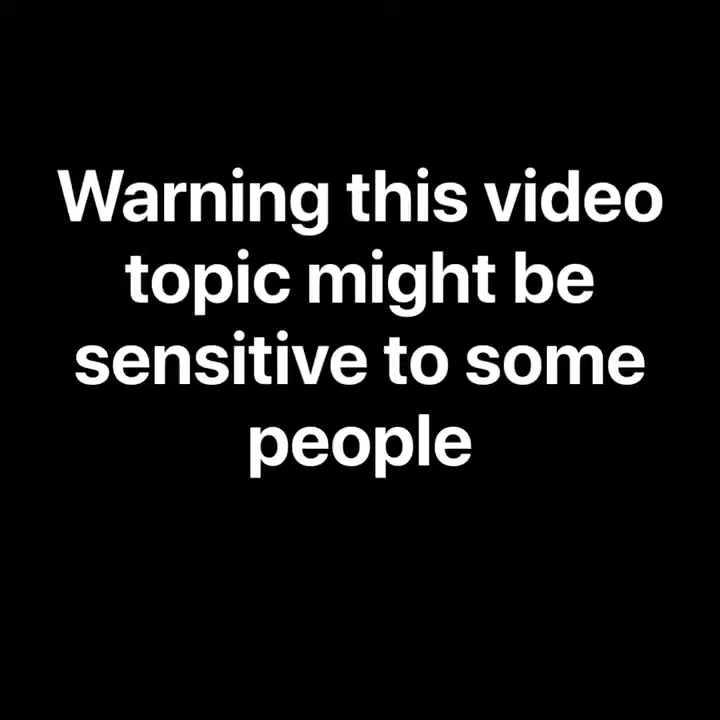 Warning this video
topic might be
sensitive to some
people